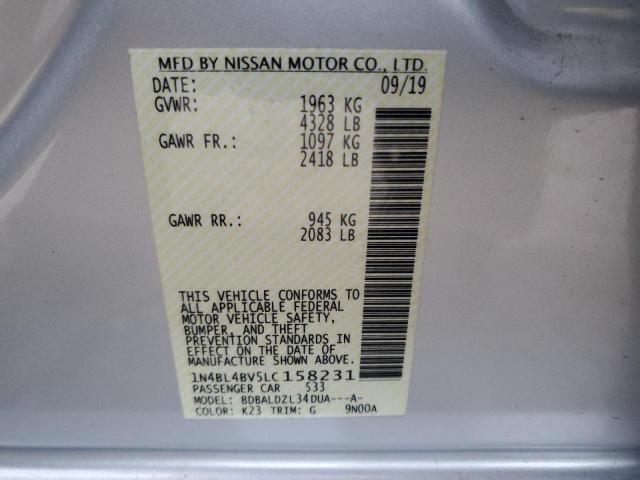 MFD BY NISSAN MOTOR CO., LTD.
DATE: 09/19
GVWR: 1963 KG
4328 LB
GAWR FR.: 1097 KG
2418 LB
GAWR RR.: 945 KG
2083 LB
THIS VEHICLE CONFORMS TO
ALL APPLICABLE FEDERAL
MOTOR VEHICLE SAFETY,
BUMPER, AND THEFT
PREVENTION STANDARDS IN
EFFECT ON THE DATE OF
MANUFACTURE SHOWN ABOVE.
1N4BL4BV5LC158231
PASSENGER CAR 533
MODEL: BDBALDZL34DUA---A-
COLOR: K23 TRIM: G 9N00A